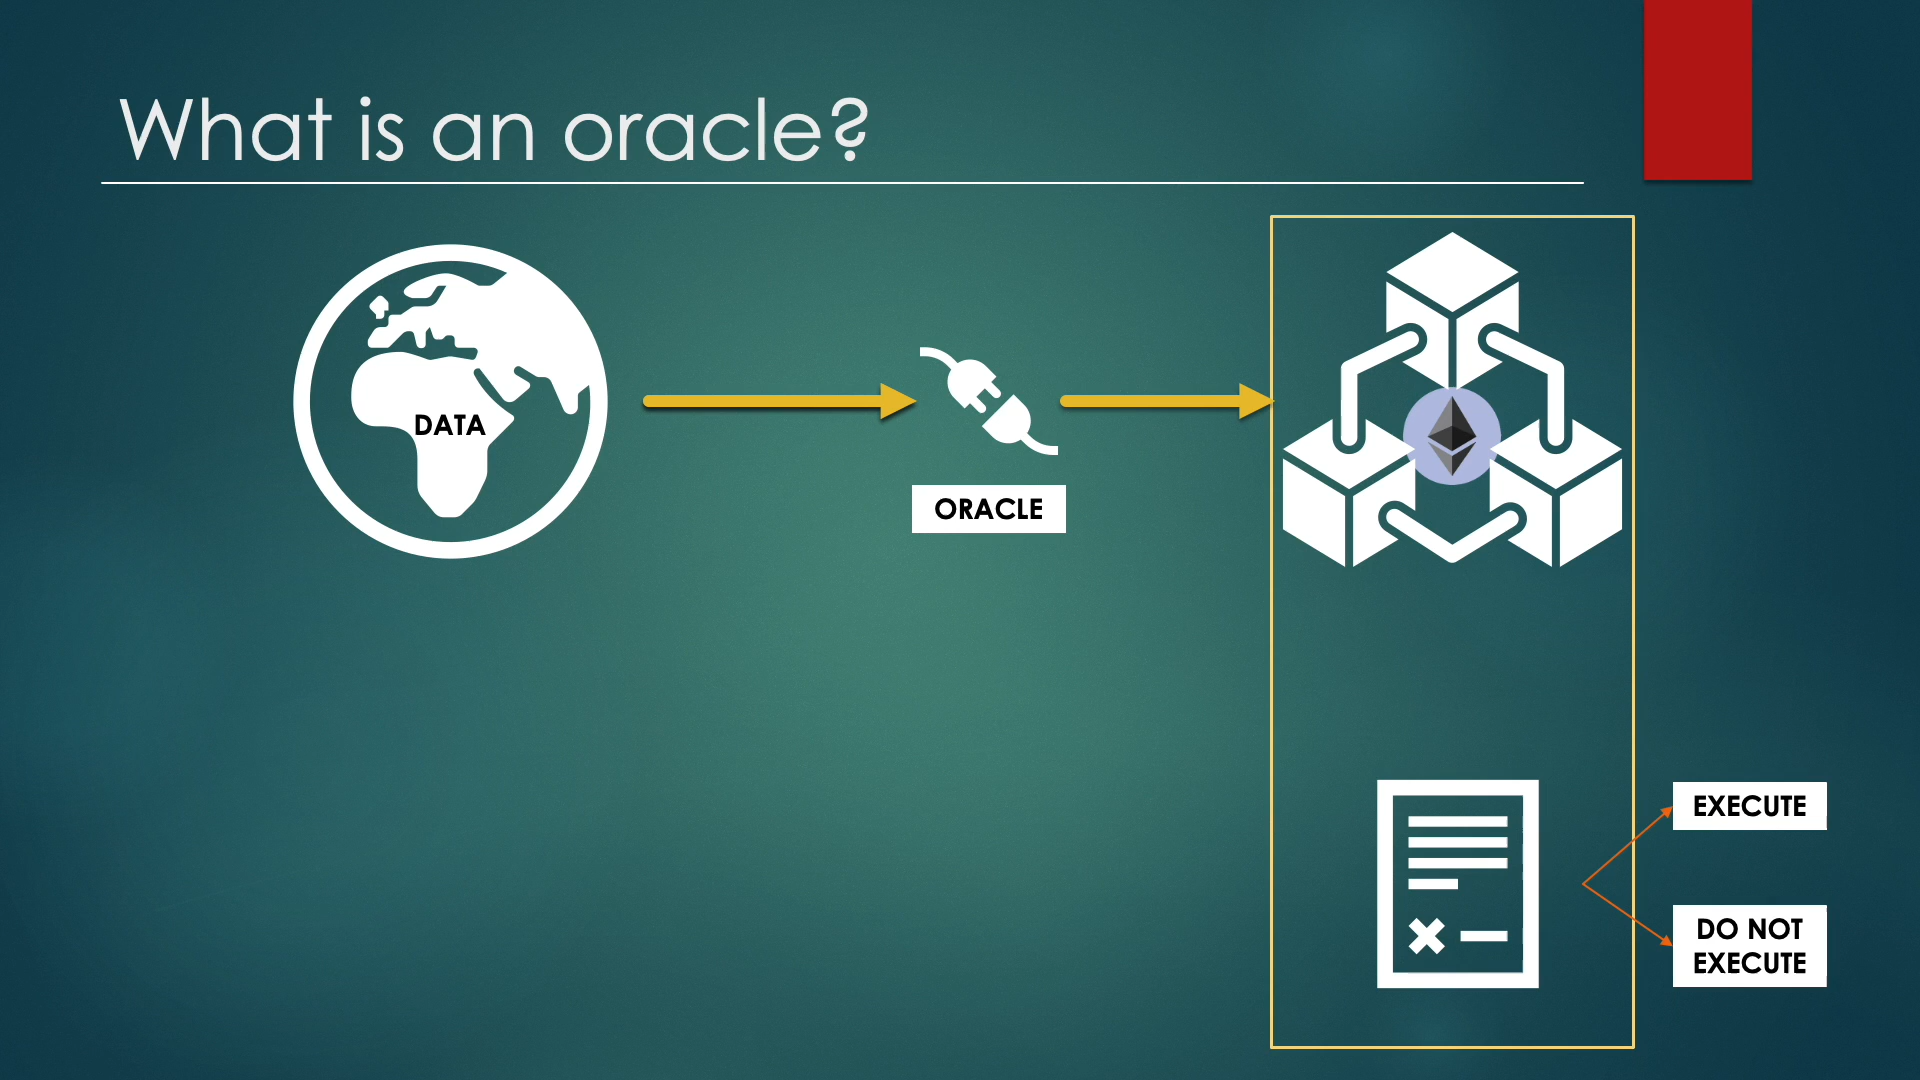 What is an oracle?
DATA
ORACLE
EXECUTE
DO NOT
EXECUTE